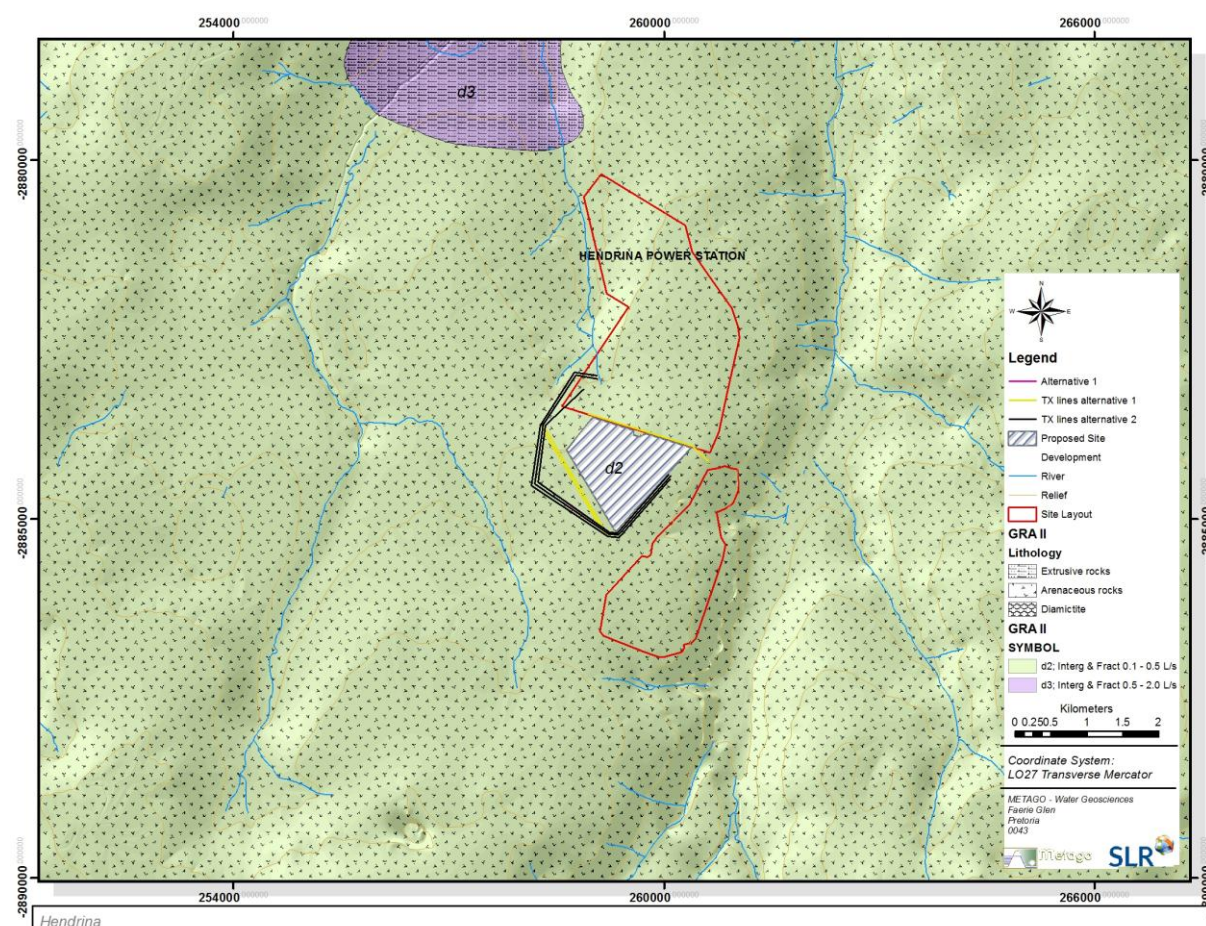 254000
260000
266000
-2880000
-2880000
-2885000
-2885000
-2890000
d3
HENDRINA POWER STATION
d2
N
W
E
S
Legend
Alternative 1
TX lines alternative 1
TX lines alternative 2
Proposed Site
Development
River
Relief
Site Layout
GRA II
Lithology
Extrusive rocks
Arenaceous rocks
Diamictite
GRA II
SYMBOL
d2; Interg & Fract 0.1 - 0.5 L/s
d3; Interg & Fract 0.5 - 2.0 L/s
Kilometers
0 0.250.5 1 1.5 2
Coordinate System:
LO27 Transverse Mercator
METAGO - Water Geosciences
Faerie Glen
Pretoria
0043
Metago SLR
254000
260000
266000
Hendrina